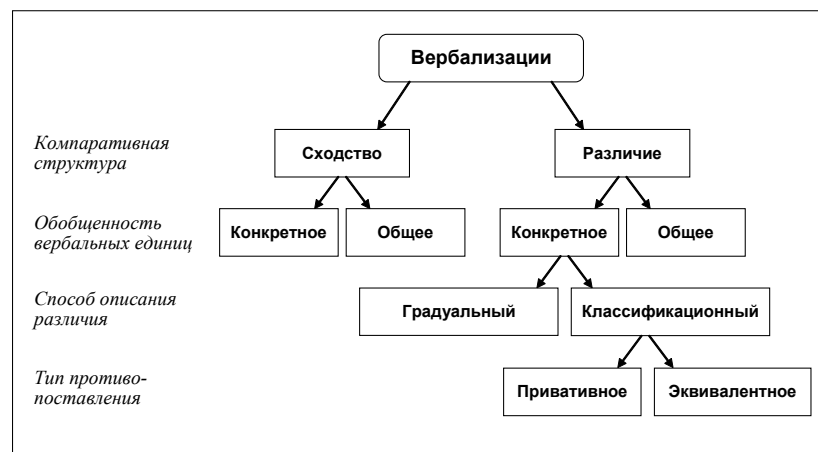 Вербализации
Компаративная
структура
Сходство
Различие
Обобщенность
вербальных единиц
Конкретное
Общее
Конкретное
Общее
Способ описания
различия
Градуальный
Классификационный
Тип противо-
поставления
Привативное
Эквивалентное